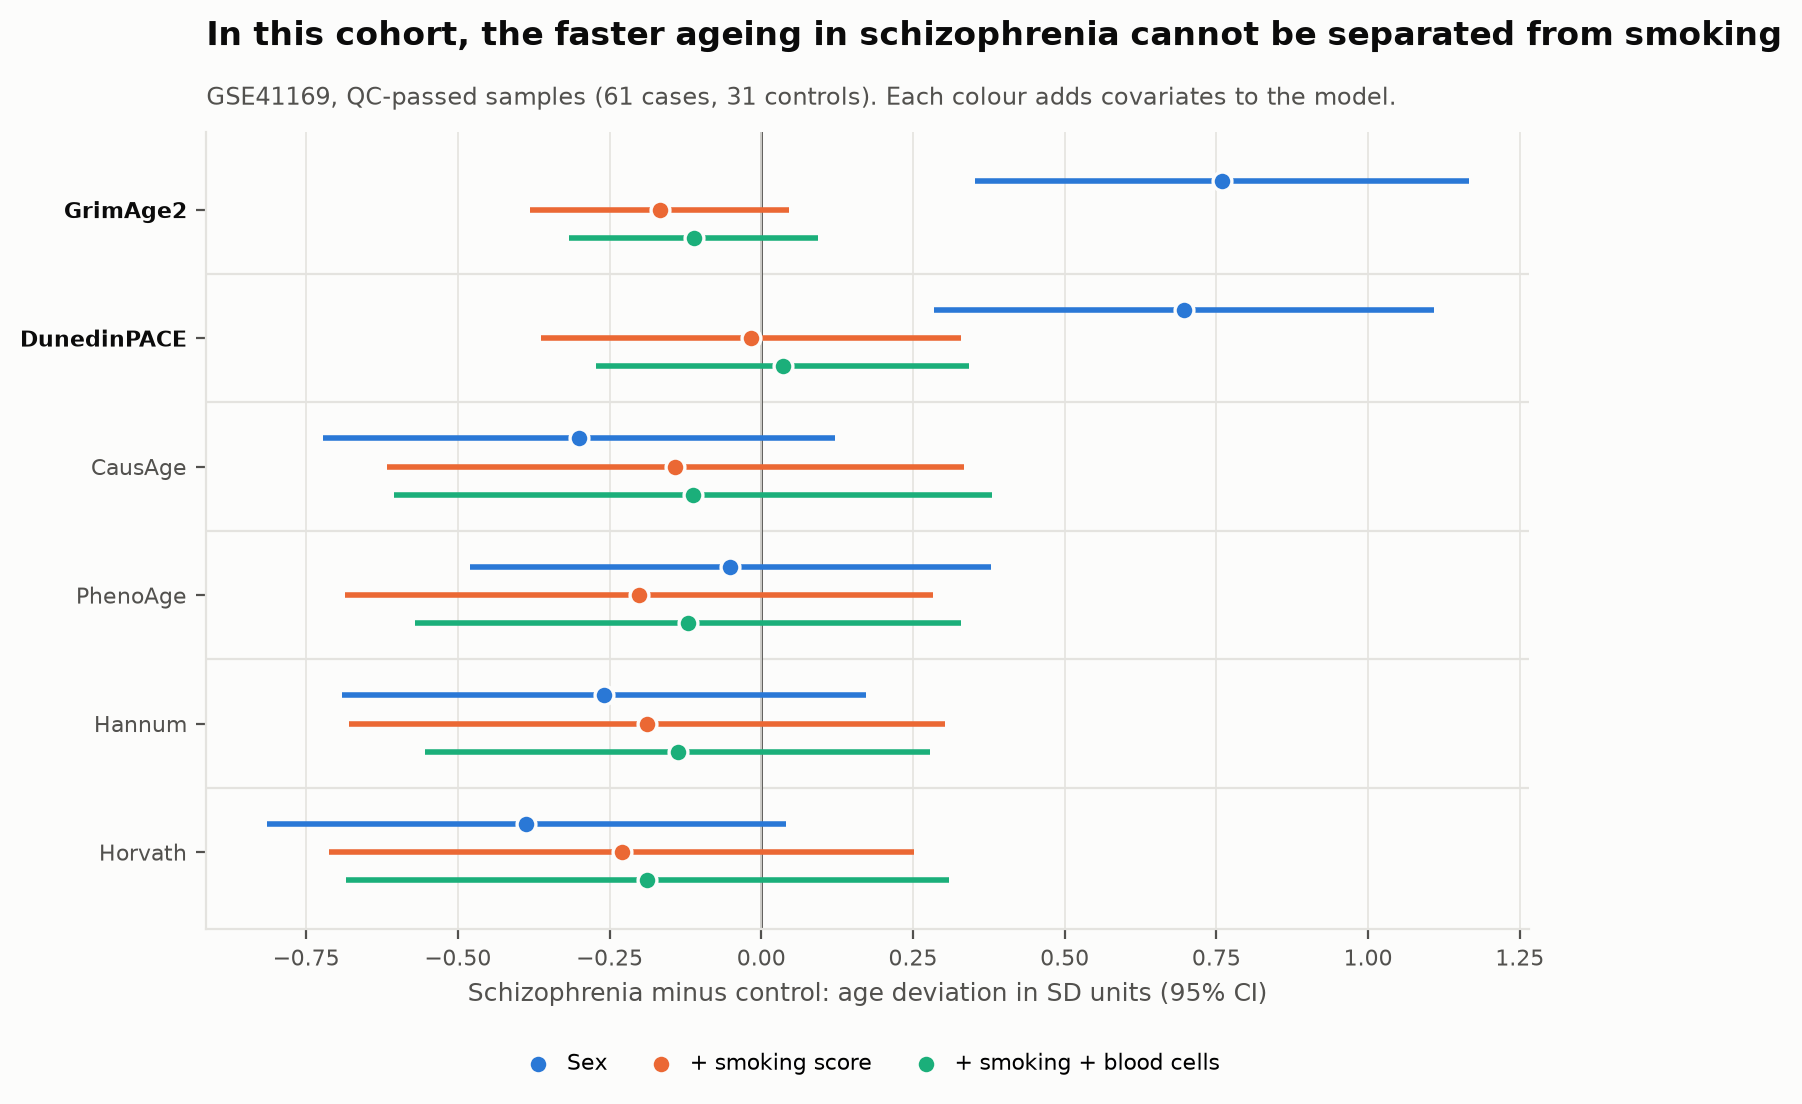 In this cohort, the faster ageing in schizophrenia cannot be separated from smoking
GSE41169, QC-passed samples (61 cases, 31 controls). Each colour adds covariates to the model.
GrimAge2
DunedinPACE
CausAge
PhenoAge
Hannum
Horvath
−0.75 −0.50 −0.25 0.00 0.25 0.50 0.75 1.00 1.25
Schizophrenia minus control: age deviation in SD units (95% CI)
Sex + smoking score + smoking + blood cells